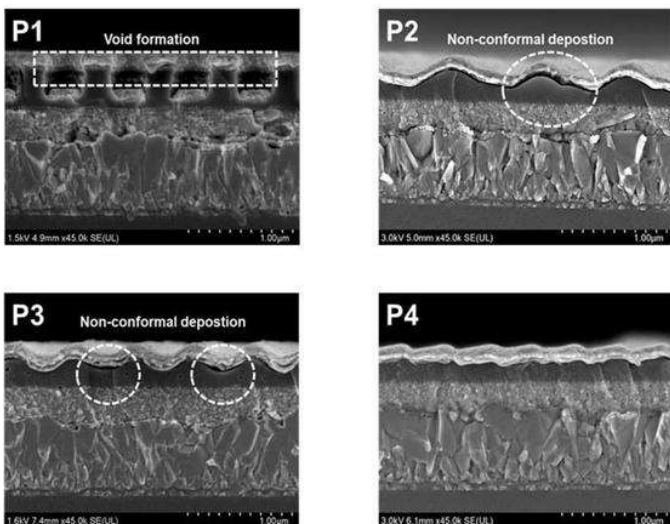 P1
Void formation
1.5kV 4.9mm x45.0k SE(UL)
1.00µm
P2
Non-conformal depostion
3.0kV 5.0mm x45.0k SE(UL)
1.00µm
P3
Non-conformal depostion
1.6kV 7.4mm x45.0k SE(UL)
1.00µm
P4
3.0kV 6.1mm x45.0k SE(UL)
1.00µm